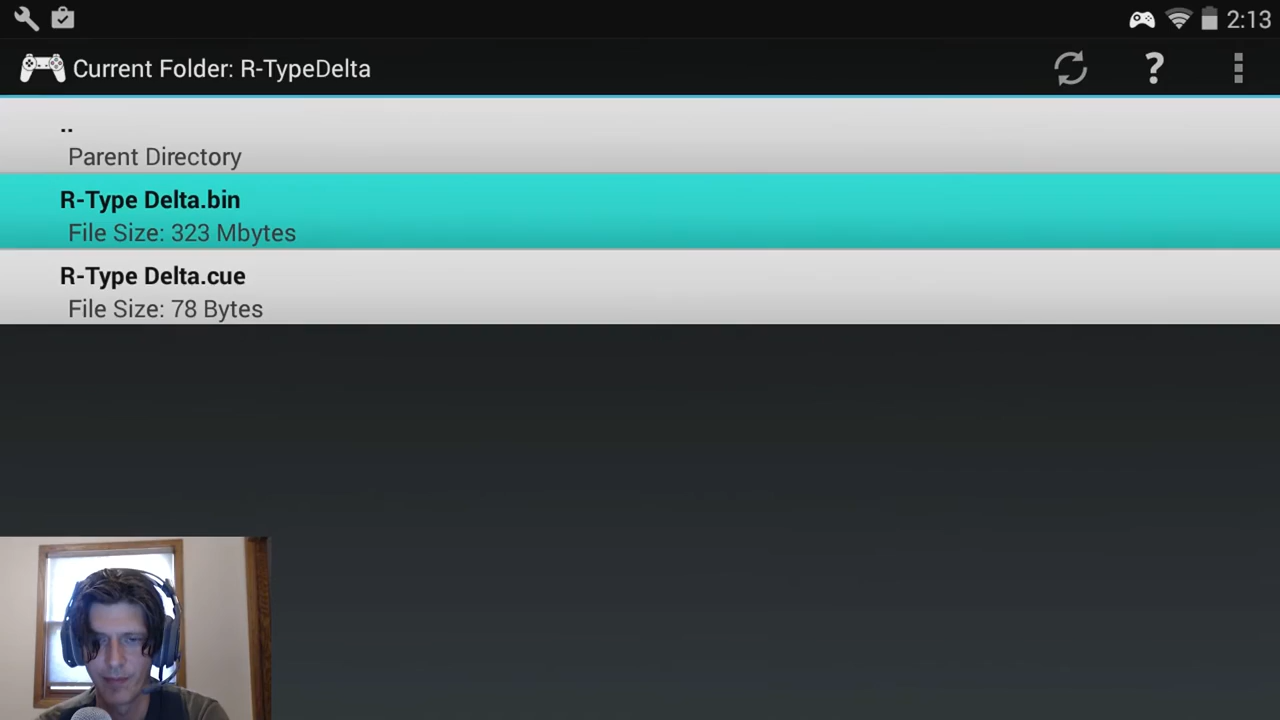 2:13
Current Folder: R-TypeDelta
?
..
Parent Directory
R-Type Delta.bin
File Size: 323 Mbytes
R-Type Delta.cue
File Size: 78 Bytes